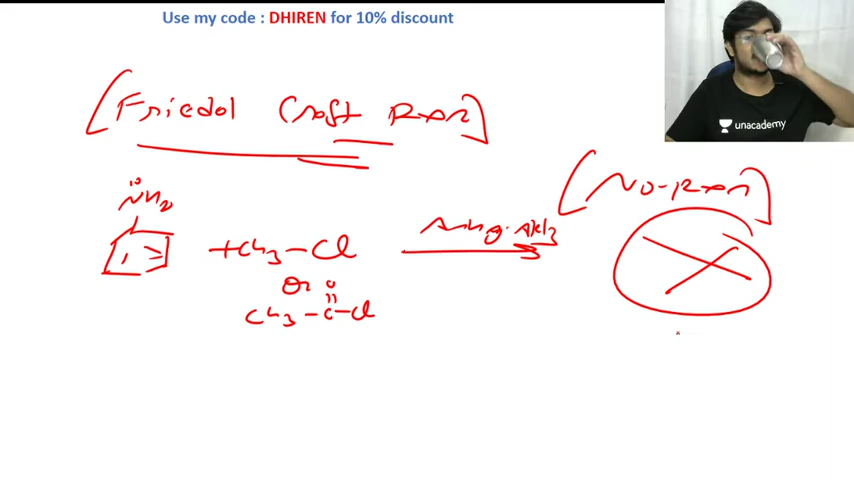 Use my code : DHIREN for 10% discount
unacademy
[Friedal Craft Rxn]
[No-Rxn]
NH2
+ CH3-Cl
Anhy. AlCl3
or
O
CH3-C-Cl